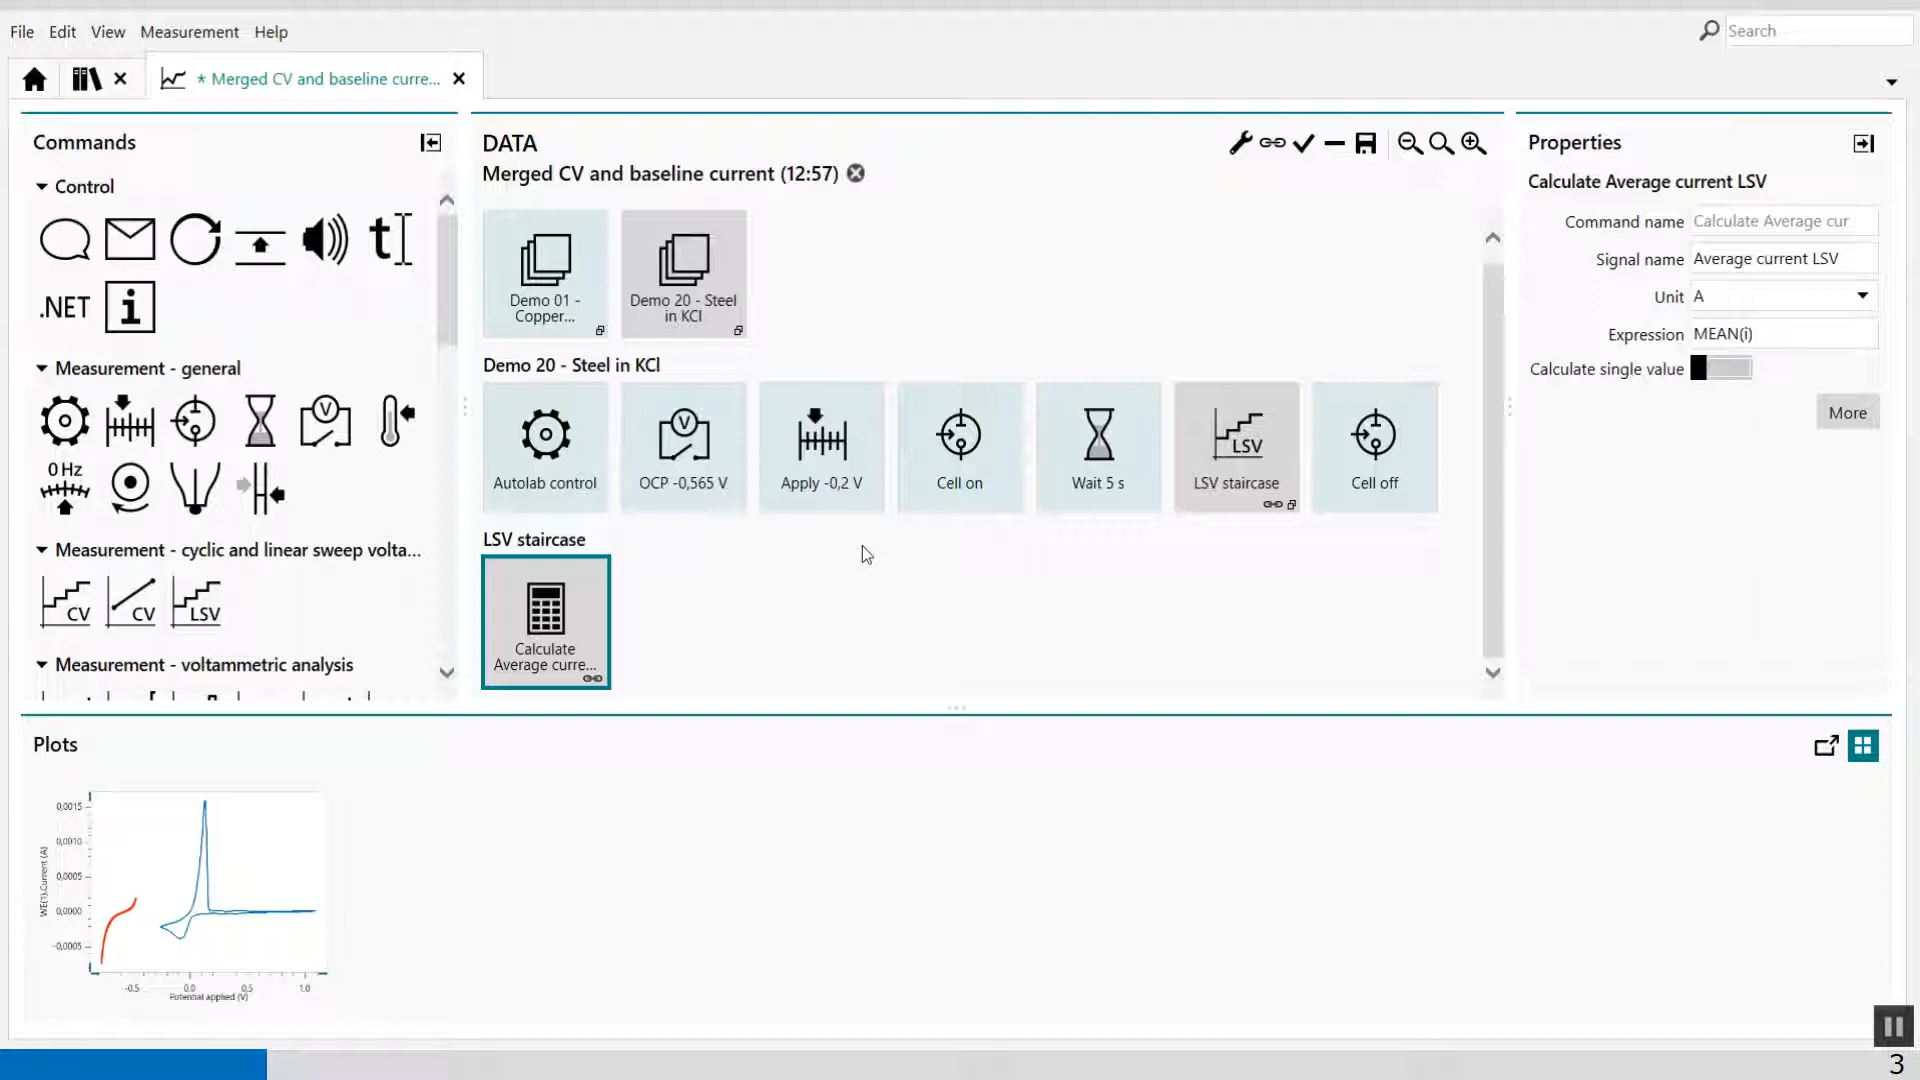 File Edit View Measurement Help
Search
* Merged CV and baseline curre...
Commands
Control
t
.NET
i
Measurement - general
V
0 Hz
Measurement - cyclic and linear sweep volta...
CV
CV
LSV
Measurement - voltammetric analysis
DATA
Merged CV and baseline current (12:57)
Demo 01 -
Copper...
Demo 20 - Steel
in KCl
Demo 20 - Steel in KCl
Autolab control
V
OCP -0,565 V
Apply -0,2 V
Cell on
Wait 5 s
LSV
LSV staircase
Cell off
LSV staircase
Calculate
Average curre...
Properties
Calculate Average current LSV
Command name Calculate Average cur
Signal name Average current LSV
Unit A
Expression MEAN(i)
Calculate single value
More
Plots
WE(1).Current (A)
0,0015
0,0010
0,0005
0,0000
-0,0005
-0.5 0.0 0.5 1.0
Potential applied (V)
3